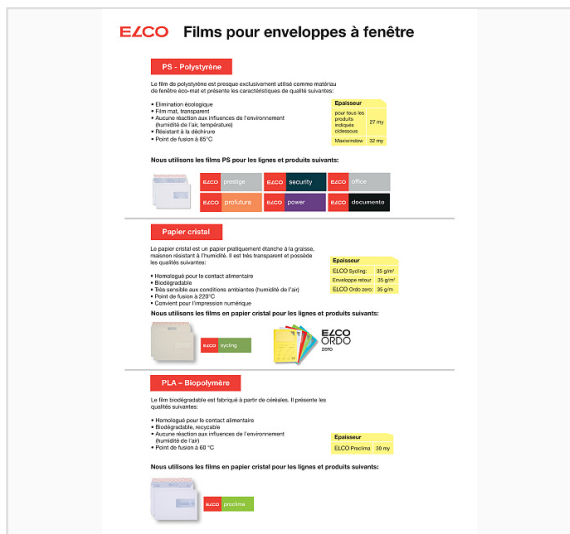 ELCO Films pour enveloppes à fenêtre
PS - Polystyrène
Le film de polystyrène est presque exclusivement utilisé comme matériau
de fenêtre éco-mat et présente les caractéristiques de qualité suivantes:
• Elimination écologique
• Film mat, transparent
• Aucune réaction aux influences de l'environnement
(humidité de l'air, température)
• Résistant à la déchirure
• Point de fusion à 85°C
Epaisseur
pour tous les
produits
indiqués
cidessous
27 my
Maxiwindow 32 my
Nous utilisons les films PS pour les lignes et produits suivants:
ELCO prestige ELCO security ELCO office
ELCO profutura ELCO power ELCO documento
Papier cristal
Le papier cristal est un papier pratiquement étanche à la graisse,
maisnon résistant à l'humidité. Il est très transparent et possède
les qualités suivantes:
• Homologué pour le contact alimentaire
• Biodégradable
• Très sensible aux conditions ambiantes (humidité de l'air)
• Point de fusion à 220°C
• Convient pour l'impression numérique
Epaisseur
ELCO Sycling: 35 g/m²
Enveloppe retour: 35 g/m²
ELCO Ordo zero: 35 g/m
Nous utilisons les films en papier cristal pour les lignes et produits suivants:
ELCO sycling
ELCO
ORDO
zero
PLA – Biopolymère
Le film biodégradable est fabriqué à partir de céréales. Il présente les
qualités suivantes:
• Homologué pour le contact alimentaire
• Biodégradable, recycable
• Aucune réaction aux influences de l'environnement
(humidité de l'air)
• Point de fusion à 60 °C
Epaisseur
ELCO Proclima 30 my
Nous utilisons les films en papier cristal pour les lignes et produits suivants:
ELCO proclima